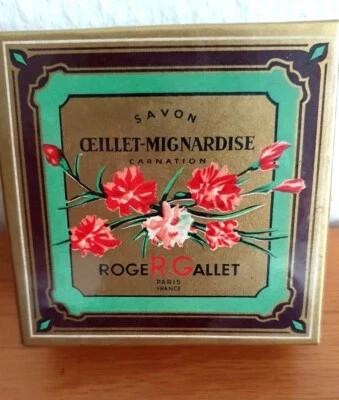 SAVON
ŒILLET-MIGNARDISE
CARNATION
ROGER.GALLET
PARIS
FRANCE